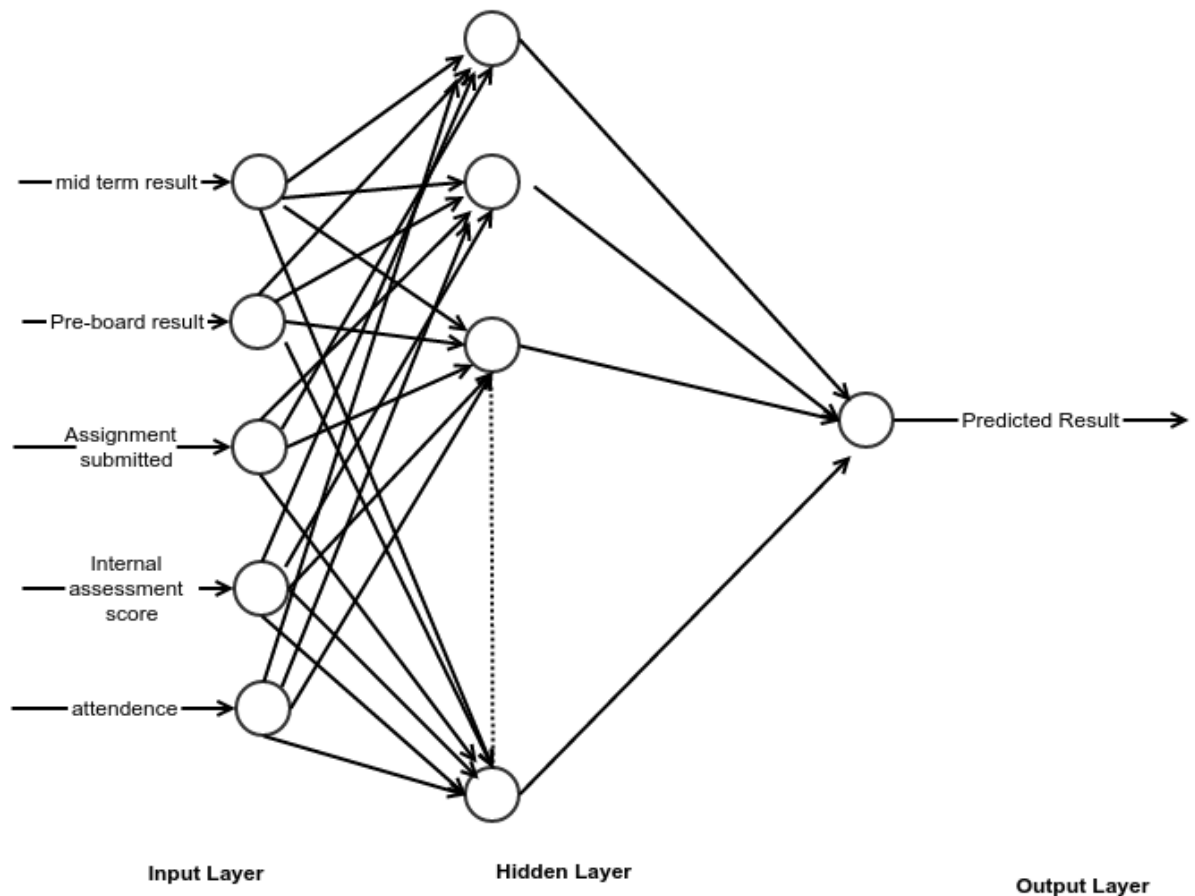 mid term result
Pre-board result
Assignment
submitted
Internal
assessment
score
attendence
Predicted Result
Input Layer
Hidden Layer
Output Layer